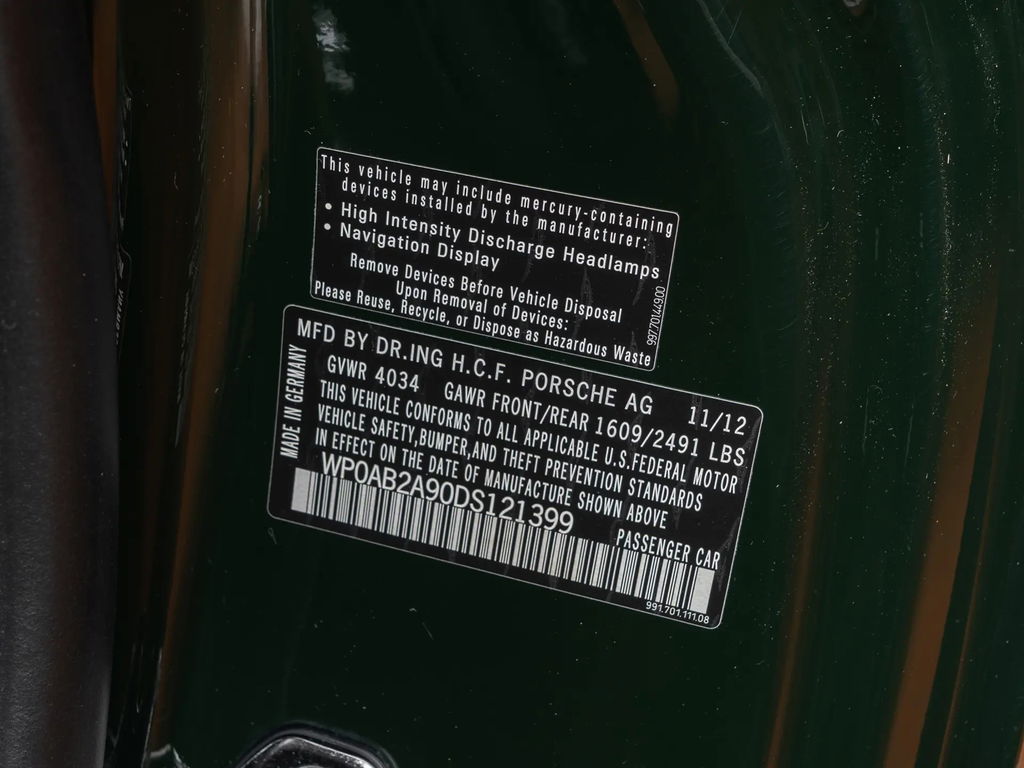 This vehicle may include mercury-containing
devices installed by the manufacturer:
• High Intensity Discharge Headlamps
• Navigation Display
Remove Devices Before Vehicle Disposal
Upon Removal of Devices:
Please Reuse, Recycle, or Dispose as Hazardous Waste
997.701.449.00
MADE IN GERMANY
MFD BY DR.ING H.C.F. PORSCHE AG 11/12
GVWR 4034 GAWR FRONT/REAR 1609/2491 LBS
THIS VEHICLE CONFORMS TO ALL APPLICABLE U.S.FEDERAL MOTOR
VEHICLE SAFETY,BUMPER,AND THEFT PREVENTION STANDARDS
IN EFFECT ON THE DATE OF MANUFACTURE SHOWN ABOVE
WP0AB2A90DS121399
PASSENGER CAR
991.701.111.08